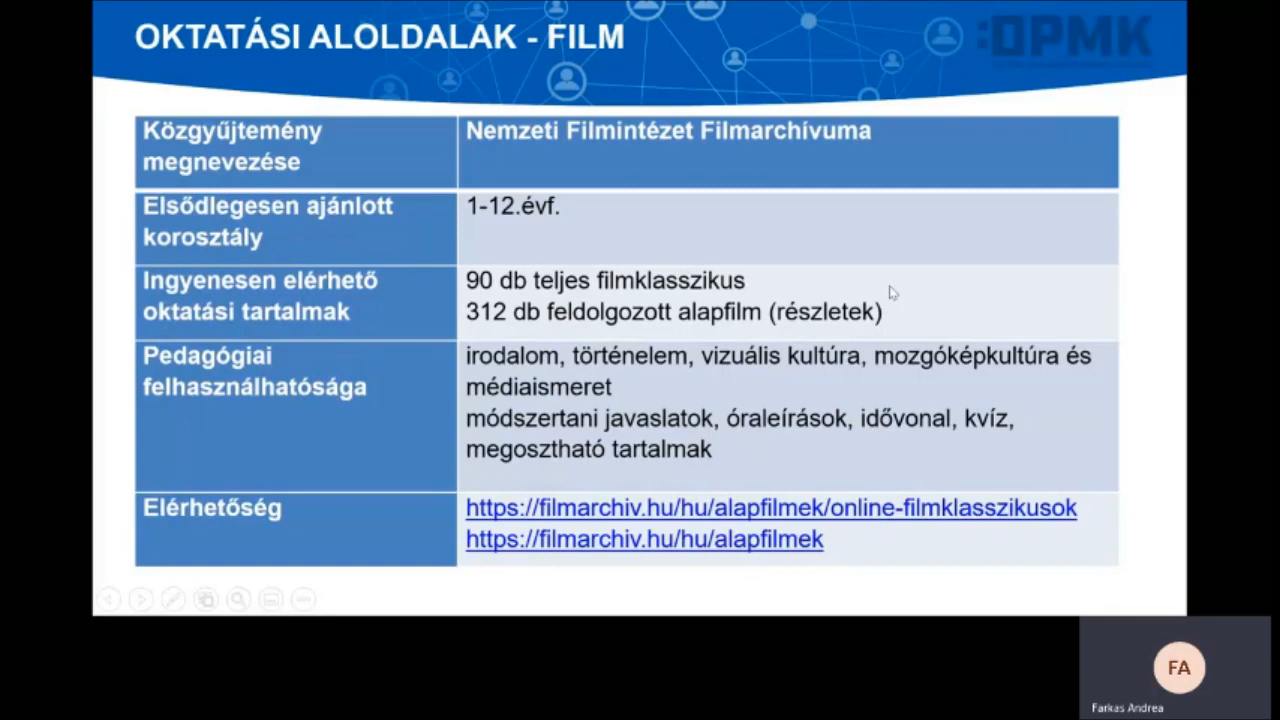 OKTATÁSI ALOLDALAK - FILM
:OPMK
Közgyűjtemény
megnevezése
Nemzeti Filmintézet Filmarchívuma
Elsődlegesen ajánlott
korosztály
1-12.évf.
Ingyenesen elérhető
oktatási tartalmak
90 db teljes filmklasszikus
312 db feldolgozott alapfilm (részletek)
Pedagógiai
felhasználhatósága
irodalom, történelem, vizuális kultúra, mozgóképkultúra és
médiaismeret
módszertani javaslatok, óraleírások, idővonal, kvíz,
megosztható tartalmak
Elérhetőség
https://filmarchiv.hu/hu/alapfilmek/online-filmklasszikusok
https://filmarchiv.hu/hu/alapfilmek
FA
Farkas Andrea